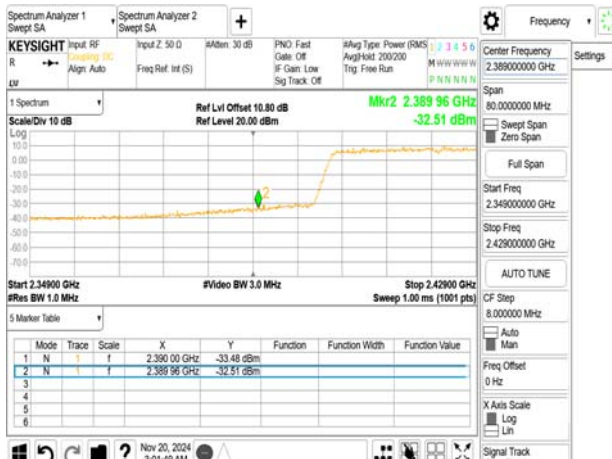 Spectrum Analyzer 1
Swept SA
Spectrum Analyzer 2
Swept SA
+
Frequency
KEYSIGHT
R
LVI
Input: RF
Coupling: DC
Align: Auto
Input Z: 50 Ω
Freq Ref: Int (S)
#Atten: 30 dB
PNO: Fast
Gate: Off
IF Gain: Low
Sig Track: Off
#Avg Type: Power (RMS
Avg|Hold: 200/200
Trig: Free Run
1 2 3 4 5 6
M W W W W W
P N N N N N
1 Spectrum
Scale/Div 10 dB
Ref Lvl Offset 10.80 dB
Ref Level 20.00 dBm
Mkr2 2.389 96 GHz
-32.51 dBm
Log
10.0
0.00
-10.0
-20.0
-30.0
-40.0
-50.0
-60.0
-70.0
2
Start 2.34900 GHz
#Res BW 1.0 MHz
#Video BW 3.0 MHz
Stop 2.42900 GHz
Sweep 1.00 ms (1001 pts)
5 Marker Table
Mode Trace Scale X Y Function Function Width Function Value
1 N 1 f 2.390 00 GHz -33.48 dBm
2 N 1 f 2.389 96 GHz -32.51 dBm
3
4
5
6
?
Nov 20, 2024
Center Frequency
2.389000000 GHz
Settings
Span
80.0000000 MHz
Swept Span
Zero Span
Full Span
Start Freq
2.349000000 GHz
Stop Freq
2.429000000 GHz
AUTO TUNE
CF Step
8.000000 MHz
Auto
Man
Freq Offset
0 Hz
X Axis Scale
Log
Lin
Signal Track